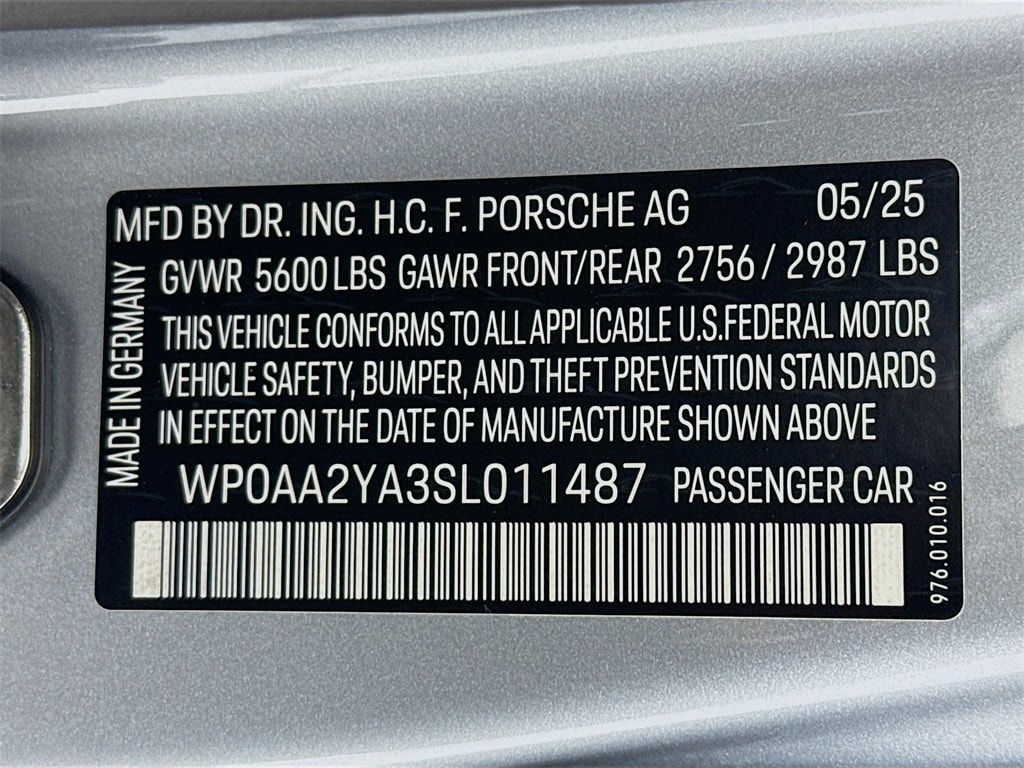 MFD BY DR. ING. H.C. F. PORSCHE AG 05/25
MADE IN GERMANY
GVWR 5600 LBS GAWR FRONT/REAR 2756 / 2987 LBS
THIS VEHICLE CONFORMS TO ALL APPLICABLE U.S.FEDERAL MOTOR
VEHICLE SAFETY, BUMPER, AND THEFT PREVENTION STANDARDS
IN EFFECT ON THE DATE OF MANUFACTURE SHOWN ABOVE
WP0AA2YA3SL011487 PASSENGER CAR
976.010.016